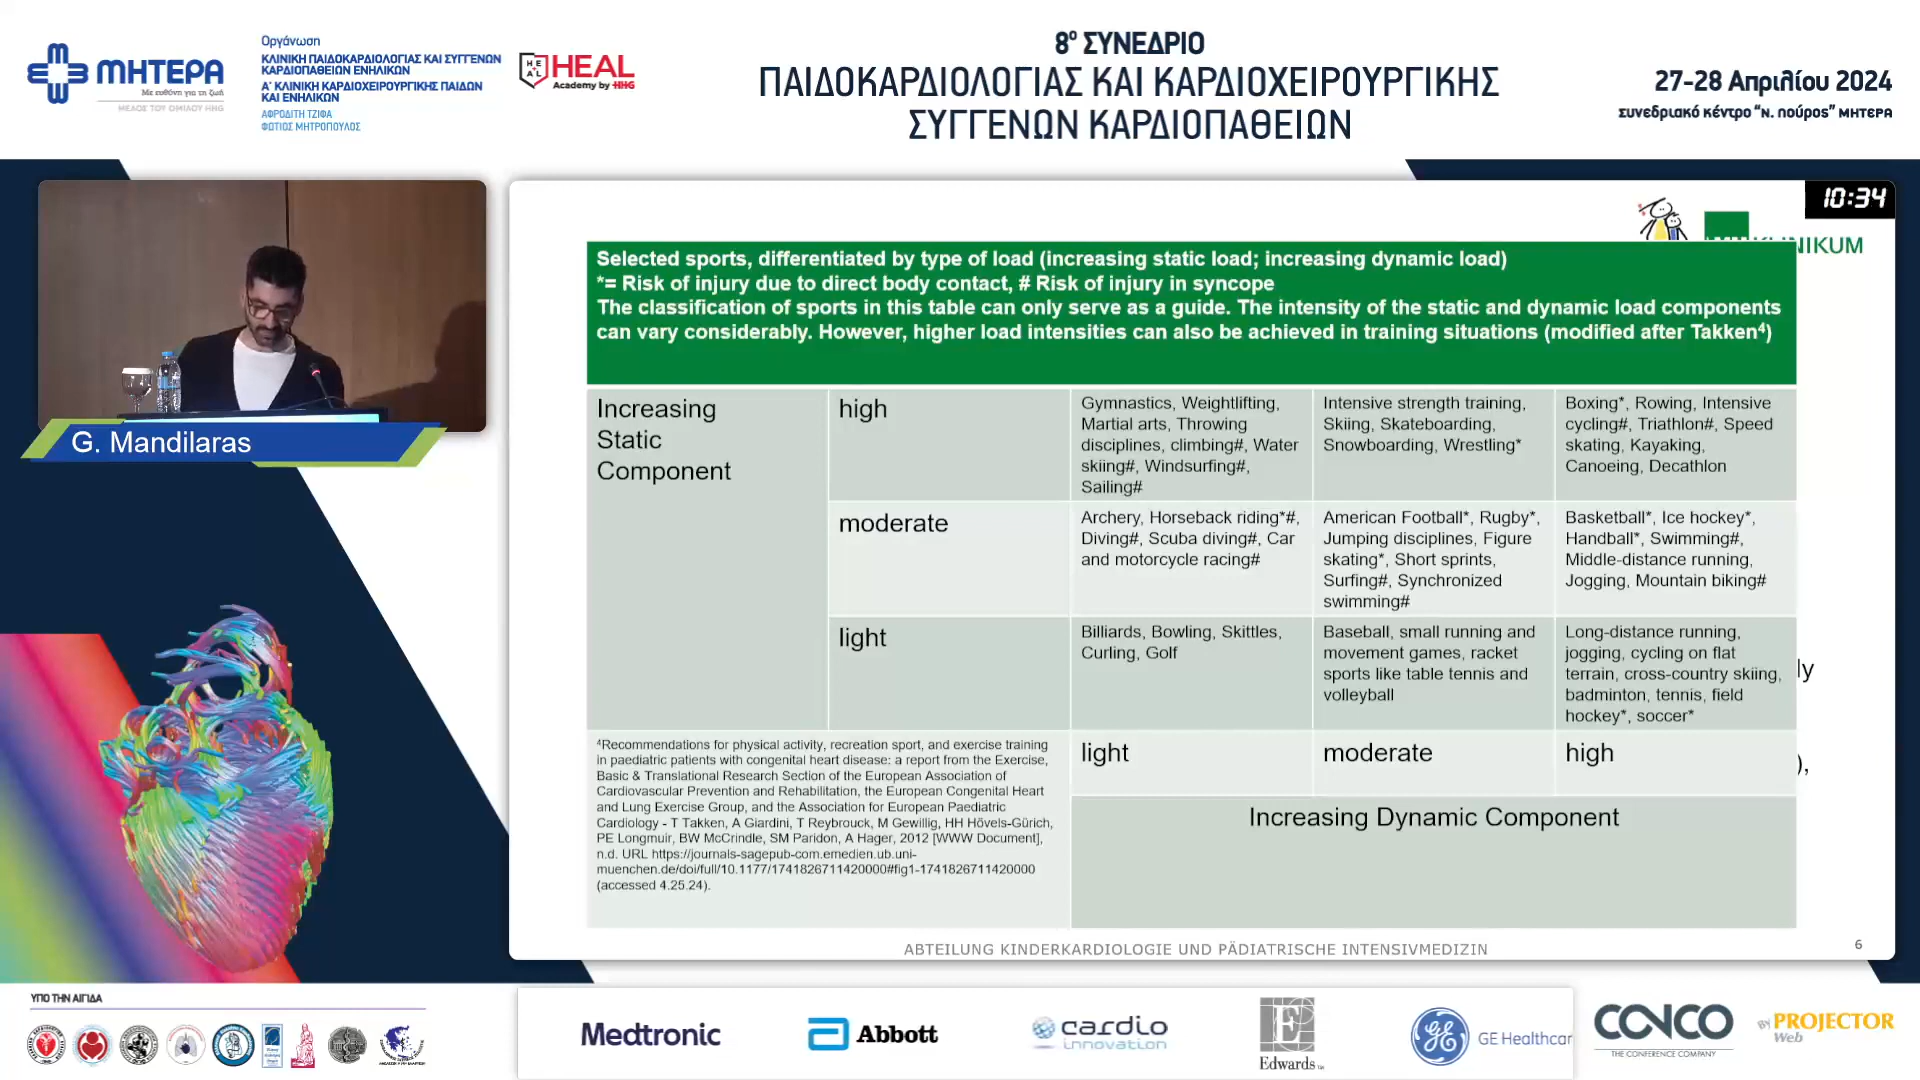 ΜΗΤΕΡΑ
Με ευθύνη για τη ζωή
ΜΕΛΟΣ ΤΟΥ ΟΜΙΛΟΥ HHG
Οργάνωση
ΚΛΙΝΙΚΗ ΠΑΙΔΟΚΑΡΔΙΟΛΟΓΙΑΣ ΚΑΙ ΣΥΓΓΕΝΩΝ
ΚΑΡΔΙΟΠΑΘΕΙΩΝ ΕΝΗΛΙΚΩΝ
Α' ΚΛΙΝΙΚΗ ΚΑΡΔΙΟΧΕΙΡΟΥΡΓΙΚΗΣ ΠΑΙΔΩΝ
ΚΑΙ ΕΝΗΛΙΚΩΝ
ΑΦΡΟΔΙΤΗ ΤΖΙΦΑ
ΦΩΤΙΟΣ ΜΗΤΡΟΠΟΥΛΟΣ
HEAL
HEAL
Academy by HHG
8º ΣΥΝΕΔΡΙΟ
ΠΑΙΔΟΚΑΡΔΙΟΛΟΓΙΑΣ ΚΑΙ ΚΑΡΔΙΟΧΕΙΡΟΥΡΓΙΚΗΣ
ΣΥΓΓΕΝΩΝ ΚΑΡΔΙΟΠΑΘΕΙΩΝ
27-28 Απριλίου 2024
Συνεδριακό κέντρο "Ν. Νούρος" ΜΗΤΕΡΑ
10:34
G. Mandilaras
Selected sports, differentiated by type of load (increasing static load; increasing dynamic load)
*= Risk of injury due to direct body contact, # Risk of injury in syncope
The classification of sports in this table can only serve as a guide. The intensity of the static and dynamic load components
can vary considerably. However, higher load intensities can also be achieved in training situations (modified after Takken⁴)
Increasing
Static
Component
high
Gymnastics, Weightlifting,
Martial arts, Throwing
disciplines, climbing#, Water
skiing#, Windsurfing#,
Sailing#
Intensive strength training,
Skiing, Skateboarding,
Snowboarding, Wrestling*
Boxing*, Rowing, Intensive
cycling#, Triathlon#, Speed
skating, Kayaking,
Canoeing, Decathlon
moderate
Archery, Horseback riding*#,
Diving#, Scuba diving#, Car
and motorcycle racing#
American Football*, Rugby*,
Jumping disciplines, Figure
skating*, Short sprints,
Surfing#, Synchronized
swimming#
Basketball*, Ice hockey*,
Handball*, Swimming#,
Middle-distance running,
Jogging, Mountain biking#
light
Billiards, Bowling, Skittles,
Curling, Golf
Baseball, small running and
movement games, racket
sports like table tennis and
volleyball
Long-distance running,
jogging, cycling on flat
terrain, cross-country skiing,
badminton, tennis, field
hockey*, soccer*
⁴Recommendations for physical activity, recreation sport, and exercise training
in paediatric patients with congenital heart disease: a report from the Exercise,
Basic & Translational Research Section of the European Association of
Cardiovascular Prevention and Rehabilitation, the European Congenital Heart
and Lung Exercise Group, and the Association for European Paediatric
Cardiology - T Takken, A Giardini, T Reybrouck, M Gewillig, HH Hövels-Gürich,
PE Longmuir, BW McCrindle, SM Paridon, A Hager, 2012 [WWW Document],
n.d. URL https://journals-sagepub-com.emedien.ub.uni-
muenchen.de/doi/full/10.1177/1741826711420000#fig1-1741826711420000
(accessed 4.25.24).
light
moderate
high
Increasing Dynamic Component
ABTEILUNG KINDERKARDIOLOGIE UND PÄDIATRISCHE INTENSIVMEDIZIN
6
ΥΠΟ ΤΗΝ ΑΙΓΙΔΑ
Medtronic
Abbott
cardio
innovation
Edwards
GE Healthcar
CONCO
THE CONFERENCE COMPANY
BY PROJECTOR
Web